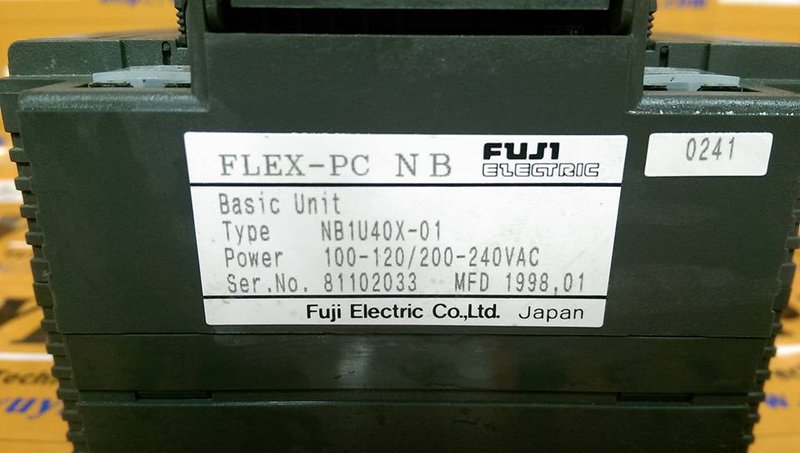 FLEX-PC NB FUJI ELECTRIC
0241
Basic Unit
Type NB1U40X-01
Power 100-120/200-240VAC
Ser.No. 81102033 MFD 1998,01
Fuji Electric Co.,Ltd. Japan